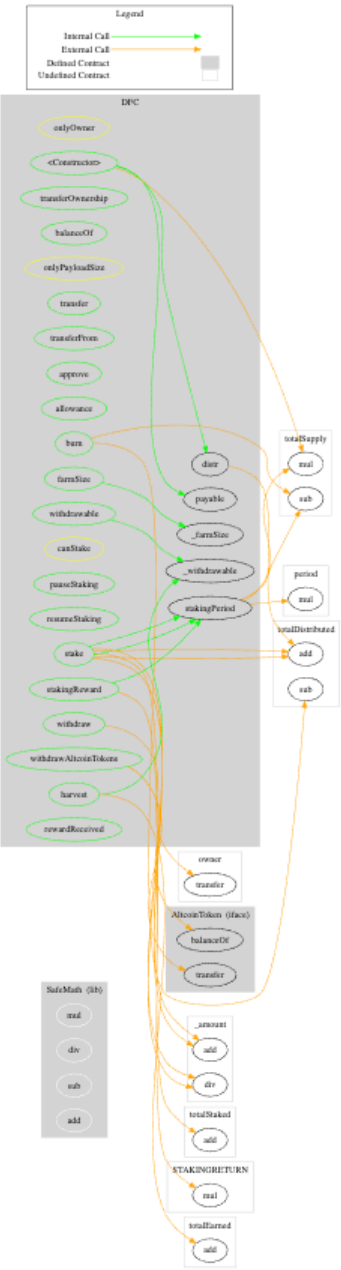 Legend
Internal Call
External Call
Defined Contract
Undefined Contract
DFC
onlyOwner
<Constructor>
transferOwnership
balanceOf
onlyPayloadSize
transfer
transferFrom
approve
allowance
burn
farmSize
withdrawable
canStake
pauseStaking
resumeStaking
stake
stakingReward
withdraw
withdrawAltcoinTokens
harvest
rewardReceived
distr
payable
_farmSize
_withdrawable
stakingPeriod
totalSupply
mul
sub
period
mul
totalDistributed
add
sub
owner
transfer
AltcoinToken (iface)
balanceOf
transfer
SafeMath (lib)
mul
div
sub
add
_amount
add
div
totalStaked
add
STAKINGRETURN
mul
totalEarned
add